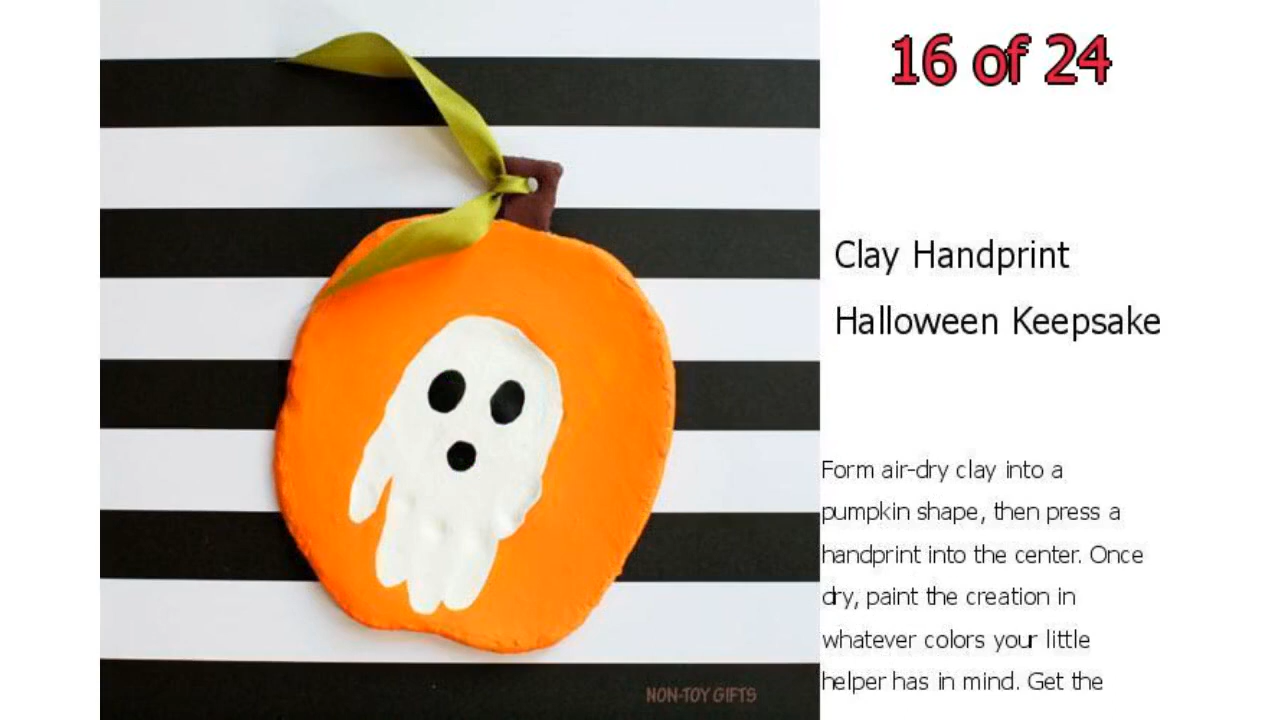 16 of 24
Clay Handprint
Halloween Keepsake
Form air-dry clay into a
pumpkin shape, then press a
handprint into the center. Once
dry, paint the creation in
whatever colors your little
helper has in mind. Get the
NON-TOY GIFTS